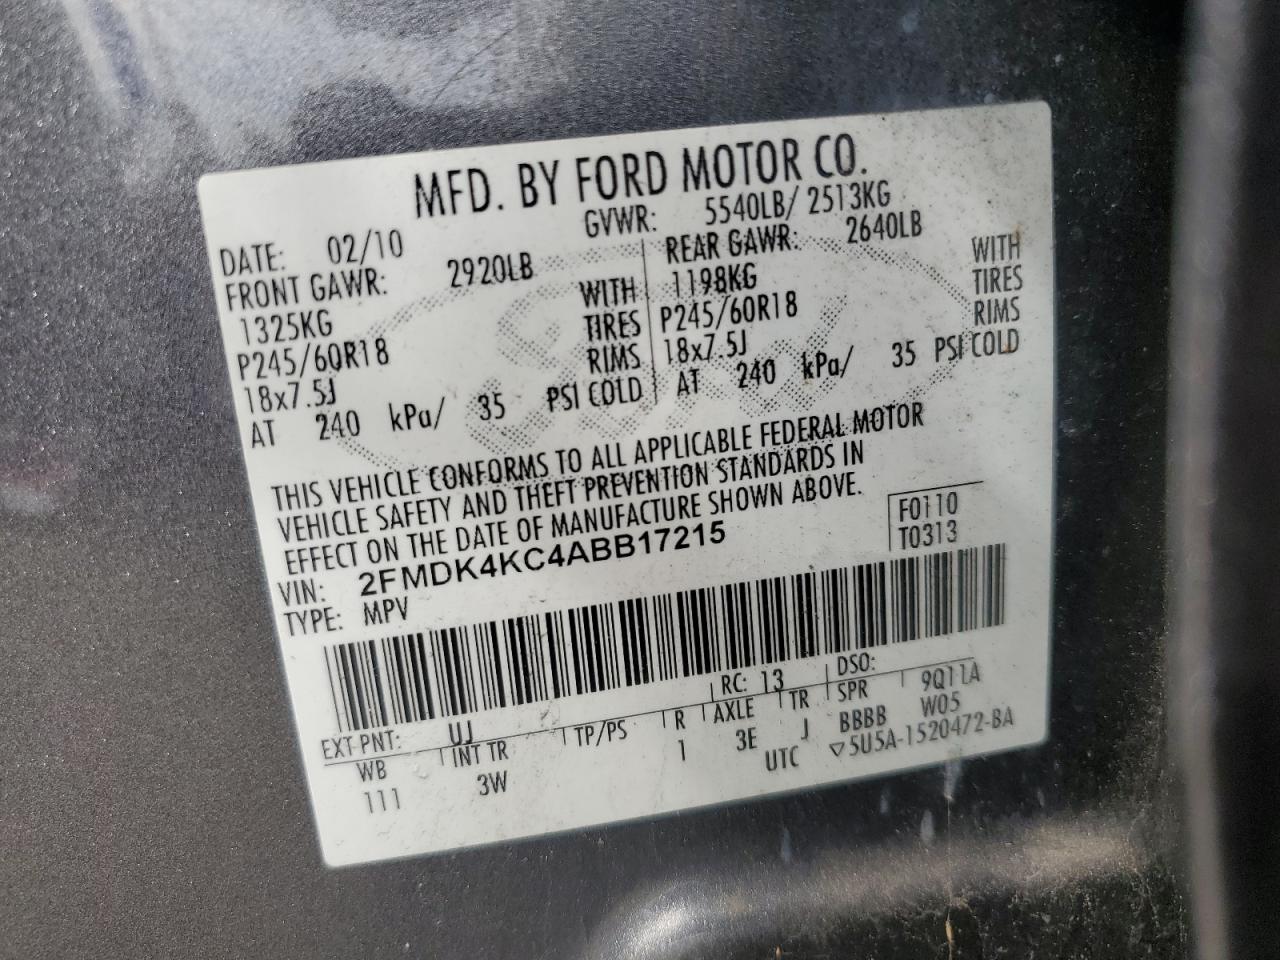 MFD. BY FORD MOTOR CO.
DATE: 02/10 GVWR: 5540LB/ 2513KG
FRONT GAWR: 2920LB REAR GAWR: 2640LB
1325KG WITH 1198KG WITH
P245/60R18 TIRES P245/60R18 TIRES
18x7.5J RIMS 18x7.5J RIMS
AT 240 kPa/ 35 PSI COLD AT 240 kPa/ 35 PSI COLD
THIS VEHICLE CONFORMS TO ALL APPLICABLE FEDERAL MOTOR
VEHICLE SAFETY AND THEFT PREVENTION STANDARDS IN
EFFECT ON THE DATE OF MANUFACTURE SHOWN ABOVE.
F0110
T0313
VIN: 2FMDK4KC4ABB17215
TYPE: MPV
EXT PNT: UJ RC: 13 DSO:
WB INT TR TP/PS R AXLE TR SPR 9Q11A
111 3W 1 3E J BBBB W05
UTC ▽5U5A-1520472-BA